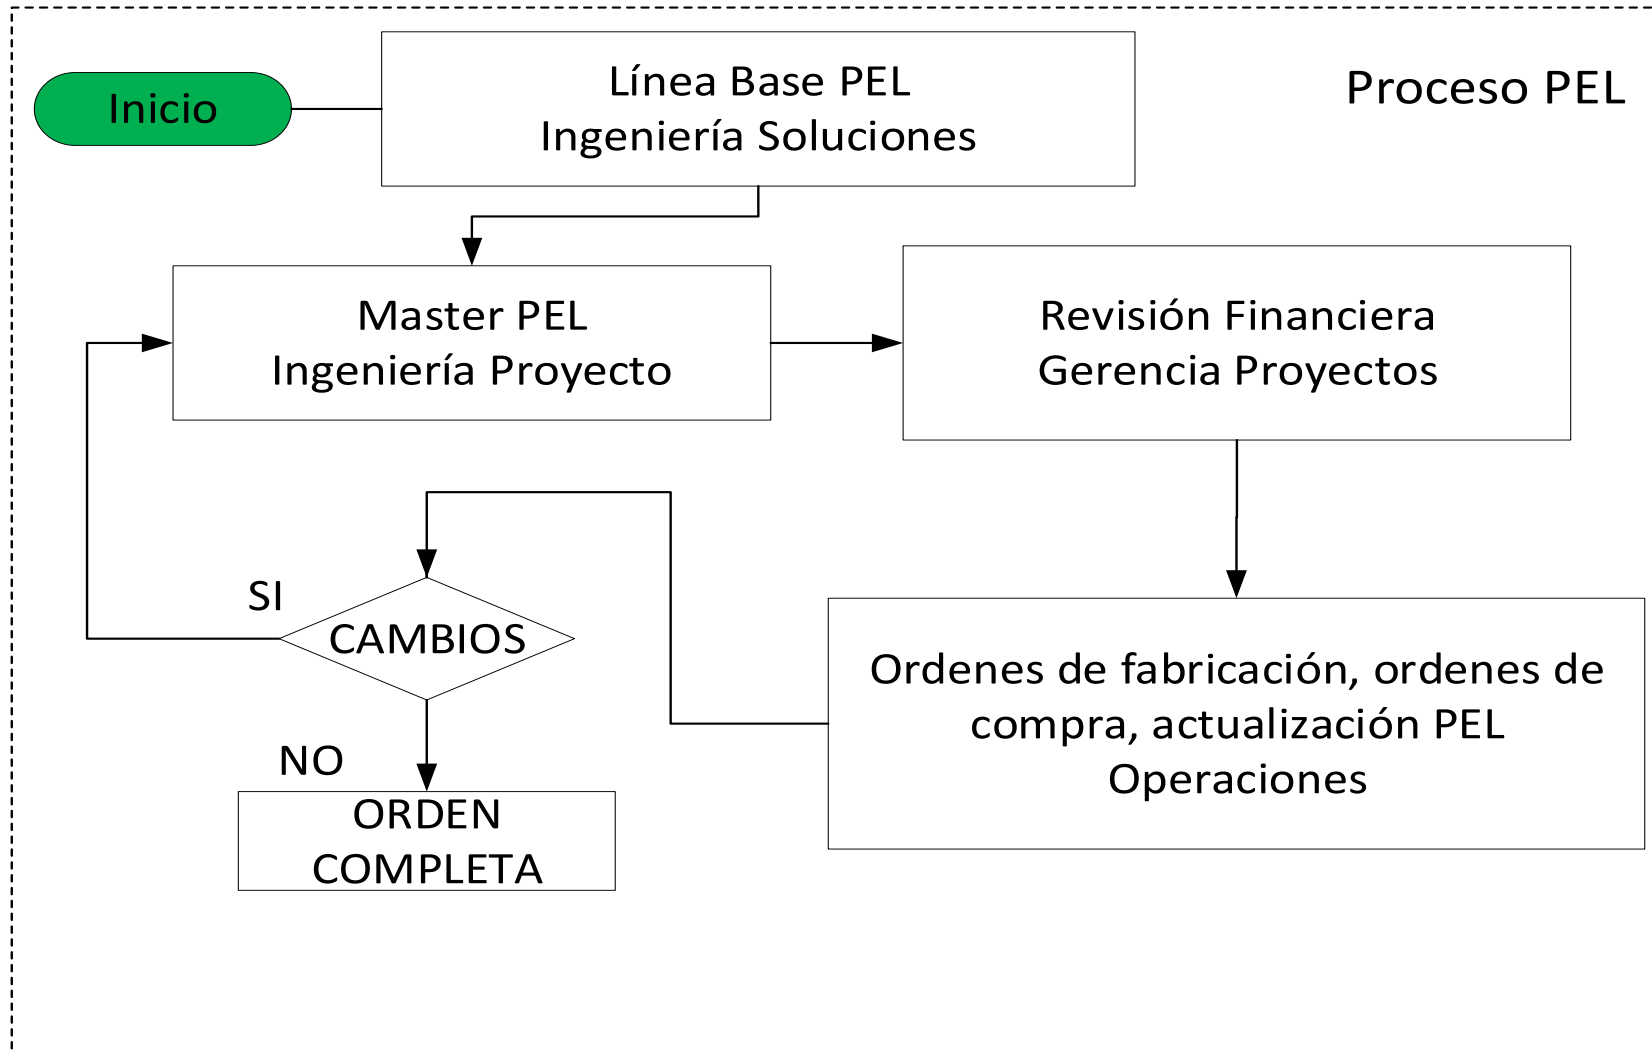 Proceso PEL
Inicio
Línea Base PEL
Ingeniería Soluciones
Master PEL
Ingeniería Proyecto
Revisión Financiera
Gerencia Proyectos
Ordenes de fabricación, ordenes de
compra, actualización PEL
Operaciones
SI
CAMBIOS
NO
ORDEN
COMPLETA